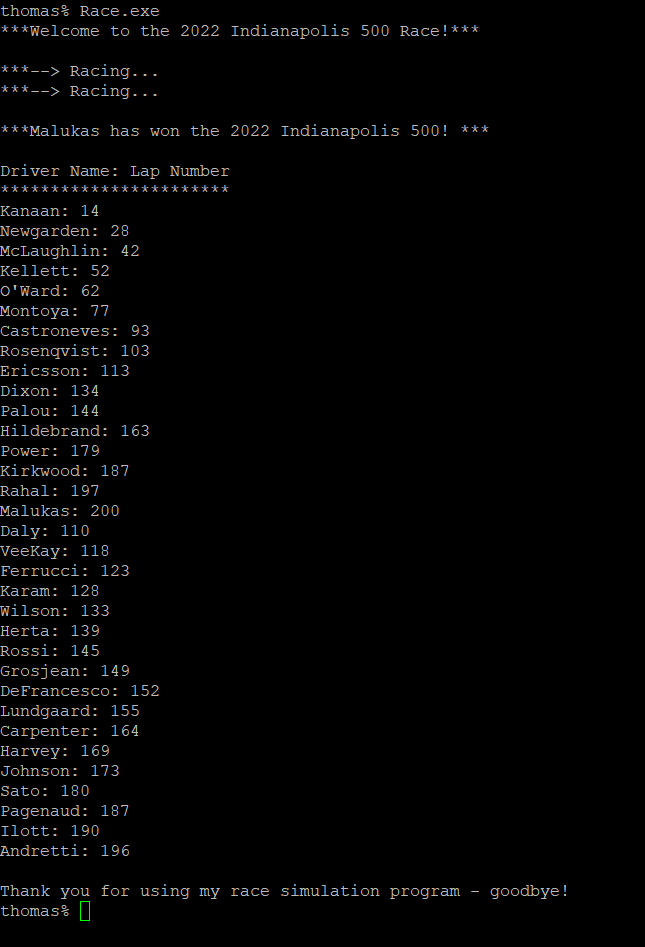 thomas% Race.exe
***Welcome to the 2022 Indianapolis 500 Race!***
***--> Racing...
***--> Racing...
***Malukas has won the 2022 Indianapolis 500! ***
Driver Name: Lap Number
***********************
Kanaan: 14
Newgarden: 28
McLaughlin: 42
Kellett: 52
O'Ward: 62
Montoya: 77
Castroneves: 93
Rosenqvist: 103
Ericsson: 113
Dixon: 134
Palou: 144
Hildebrand: 163
Power: 179
Kirkwood: 187
Rahal: 197
Malukas: 200
Daly: 110
VeeKay: 118
Ferrucci: 123
Karam: 128
Wilson: 133
Herta: 139
Rossi: 145
Grosjean: 149
DeFrancesco: 152
Lundgaard: 155
Carpenter: 164
Harvey: 169
Johnson: 173
Sato: 180
Pagenaud: 187
Ilott: 190
Andretti: 196
Thank you for using my race simulation program - goodbye!
thomas%